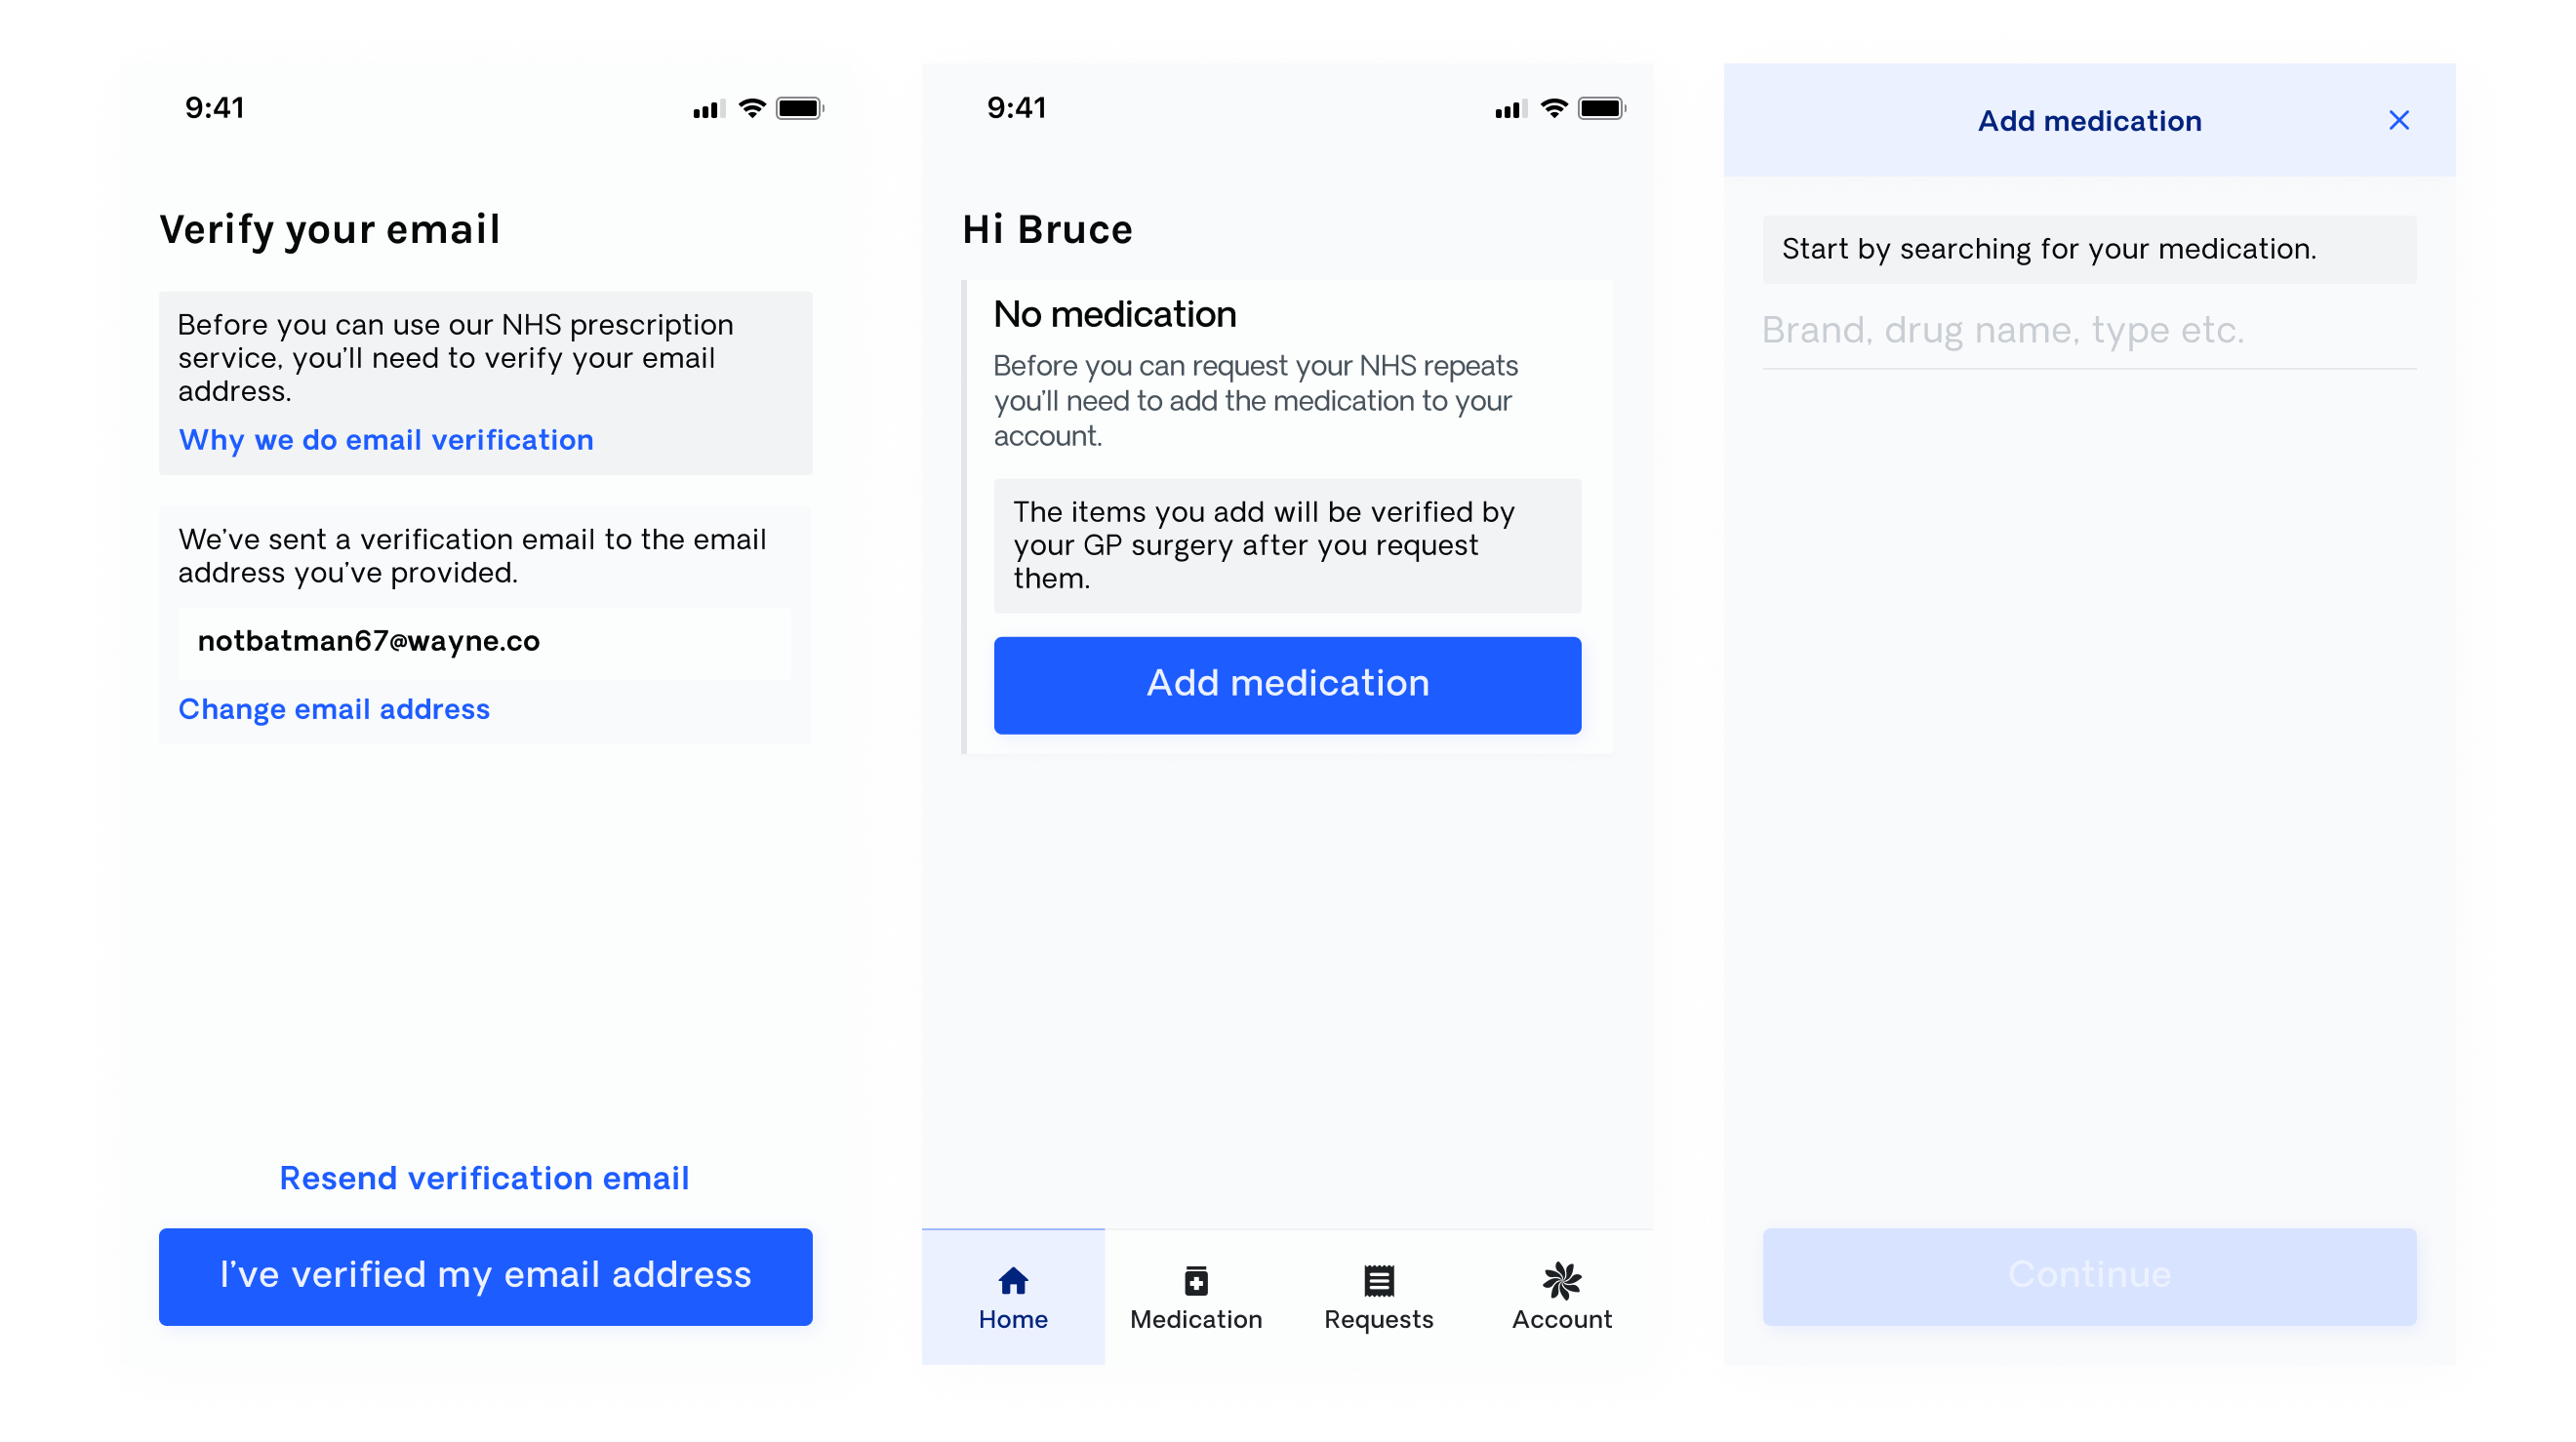 9:41
Verify your email
Before you can use our NHS prescription
service, you’ll need to verify your email
address.
Why we do email verification
We’ve sent a verification email to the email
address you’ve provided.
notbatman67@wayne.co
Change email address
Resend verification email
I’ve verified my email address
9:41
Hi Bruce
No medication
Before you can request your NHS repeats
you’ll need to add the medication to your
account.
The items you add will be verified by
your GP surgery after you request
them.
Add medication
Home
Medication
Requests
Account
Add medication
Start by searching for your medication.
Brand, drug name, type etc.
Continue